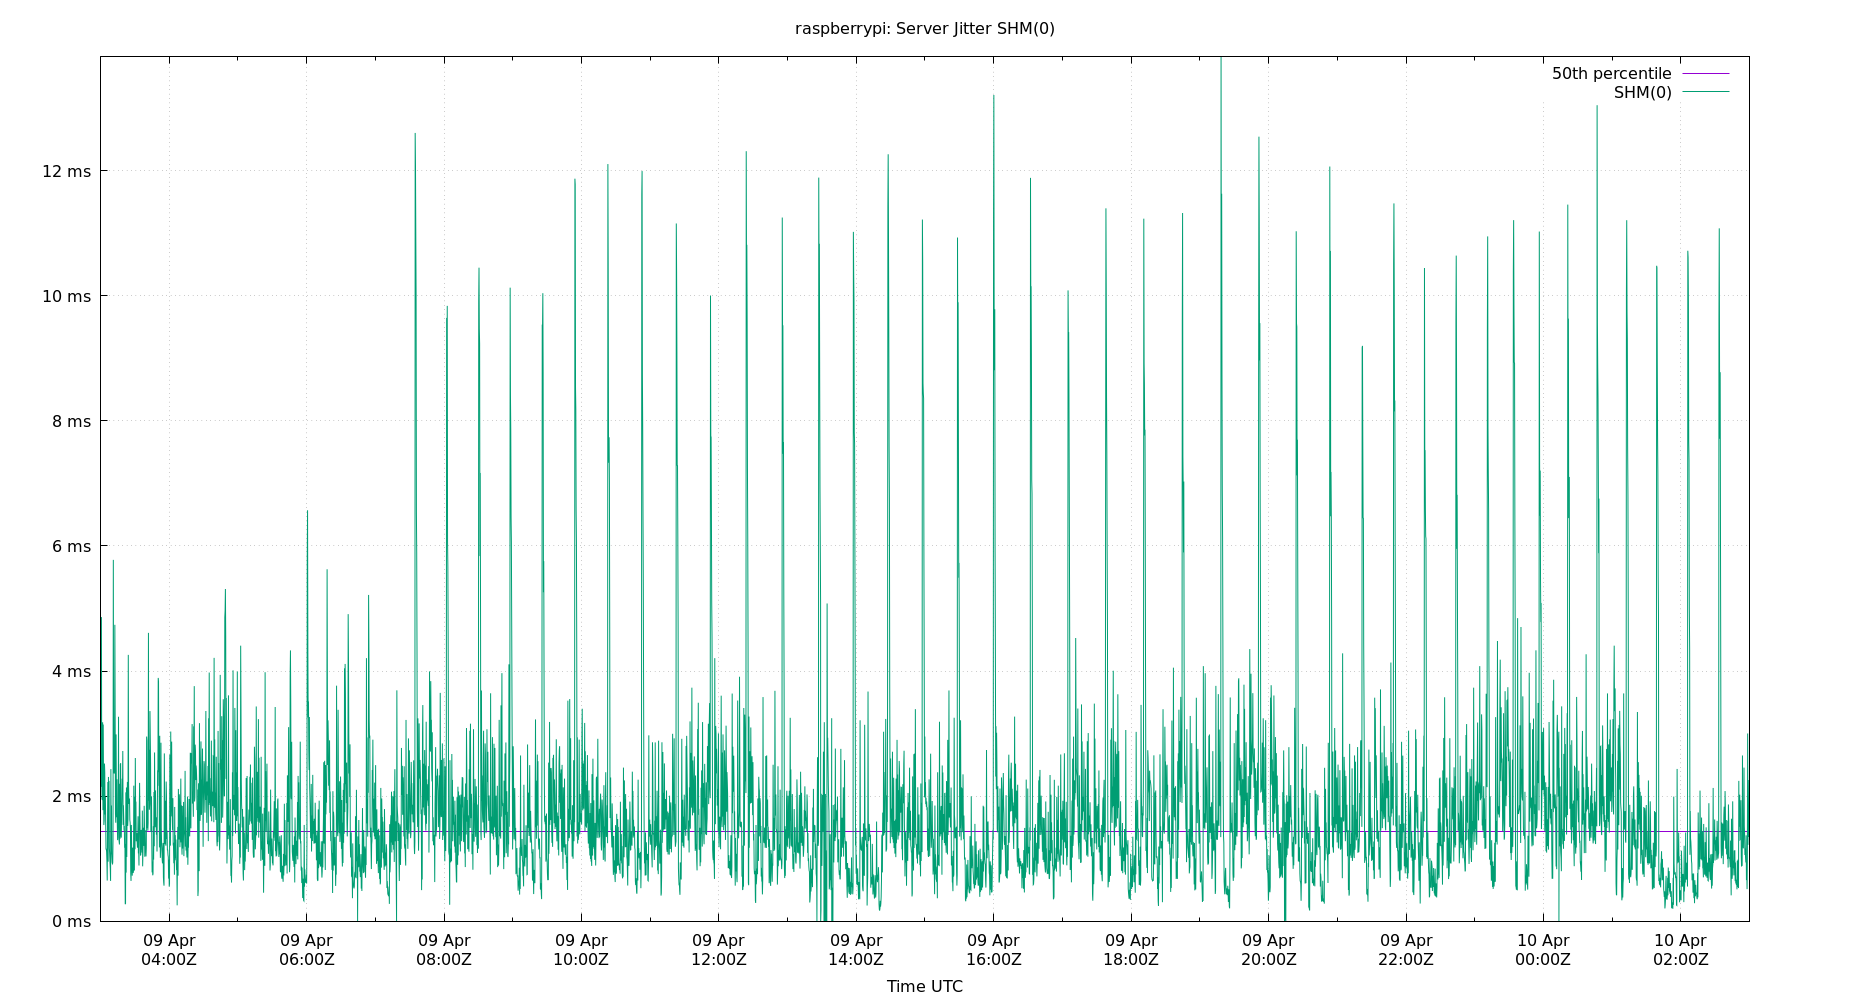 raspberrypi: Server Jitter SHM(0)
50th percentile
SHM(0)
12 ms
10 ms
8 ms
6 ms
4 ms
2 ms
0 ms
09 Apr 09 Apr 09 Apr 09 Apr 09 Apr 09 Apr 09 Apr 09 Apr 09 Apr 09 Apr 10 Apr 10 Apr
04:00Z 06:00Z 08:00Z 10:00Z 12:00Z 14:00Z 16:00Z 18:00Z 20:00Z 22:00Z 00:00Z 02:00Z
Time UTC